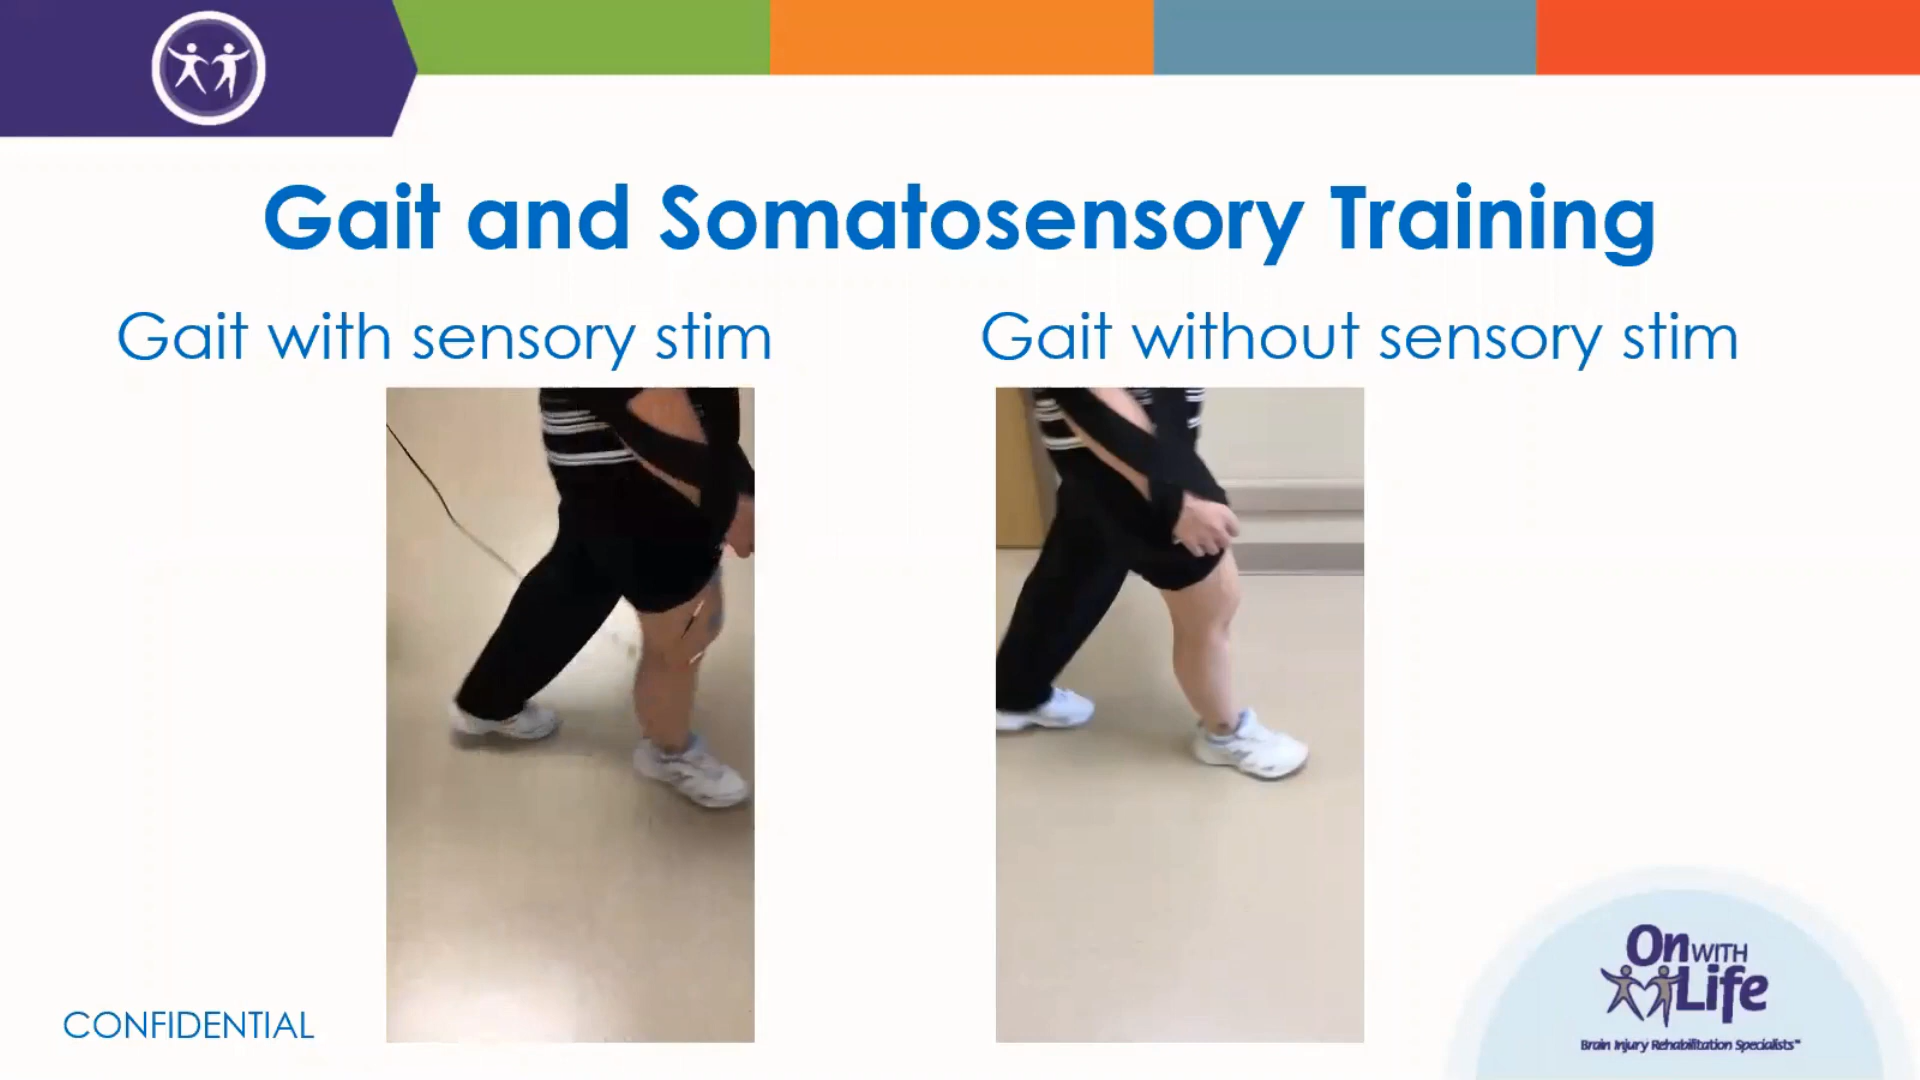 Gait and Somatosensory Training
Gait with sensory stim
Gait without sensory stim
CONFIDENTIAL
On WITH
Life
Brain Injury Rehabilitation Specialists™